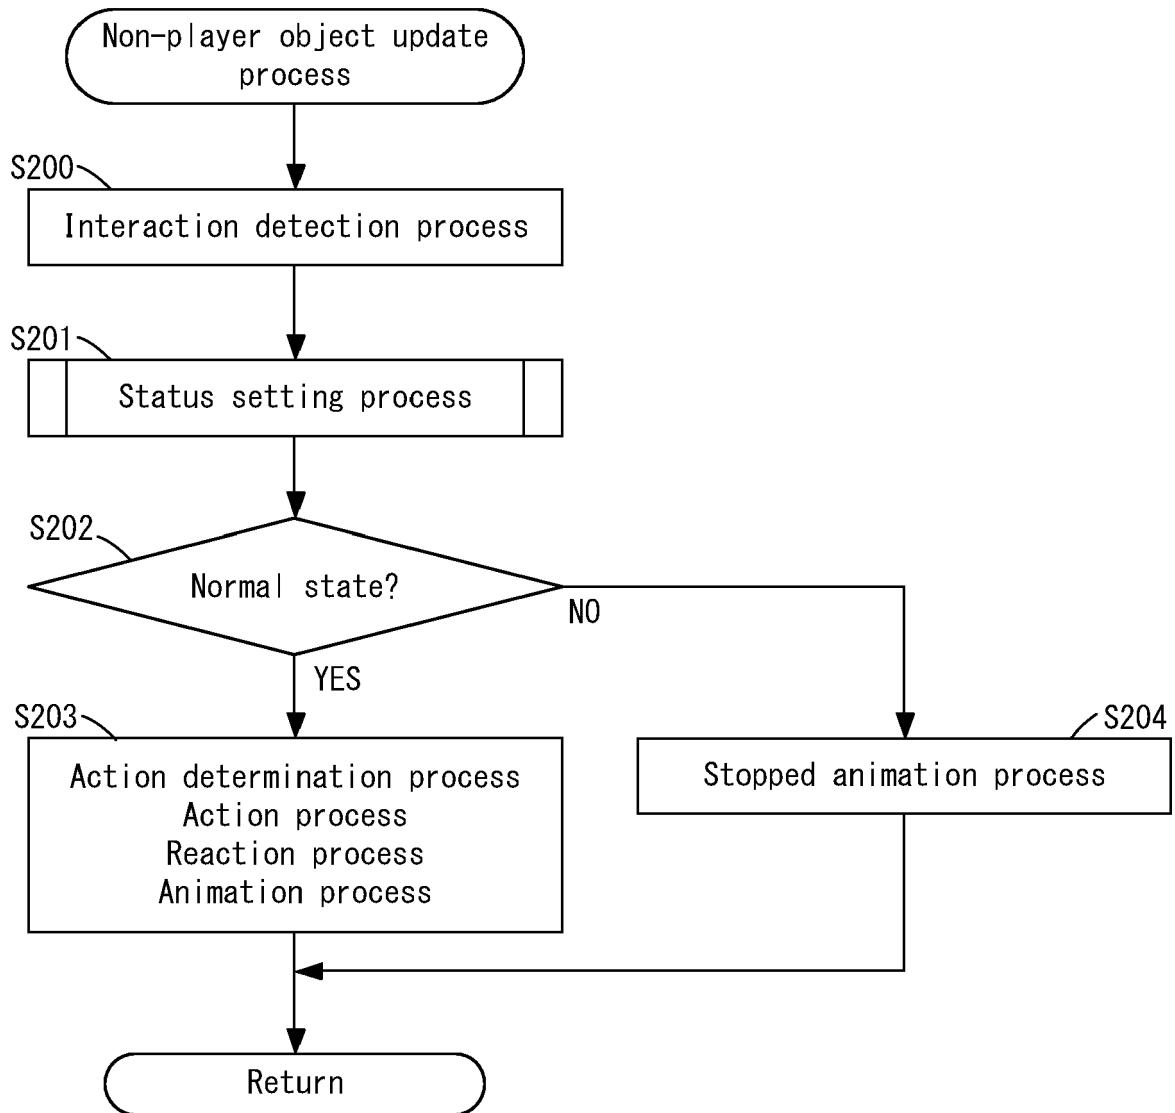 Non-player object update
process
S200
Interaction detection process
S201
Status setting process
S202
Normal state?
NO
YES
S203
Action determination process
Action process
Reaction process
Animation process
S204
Stopped animation process
Return